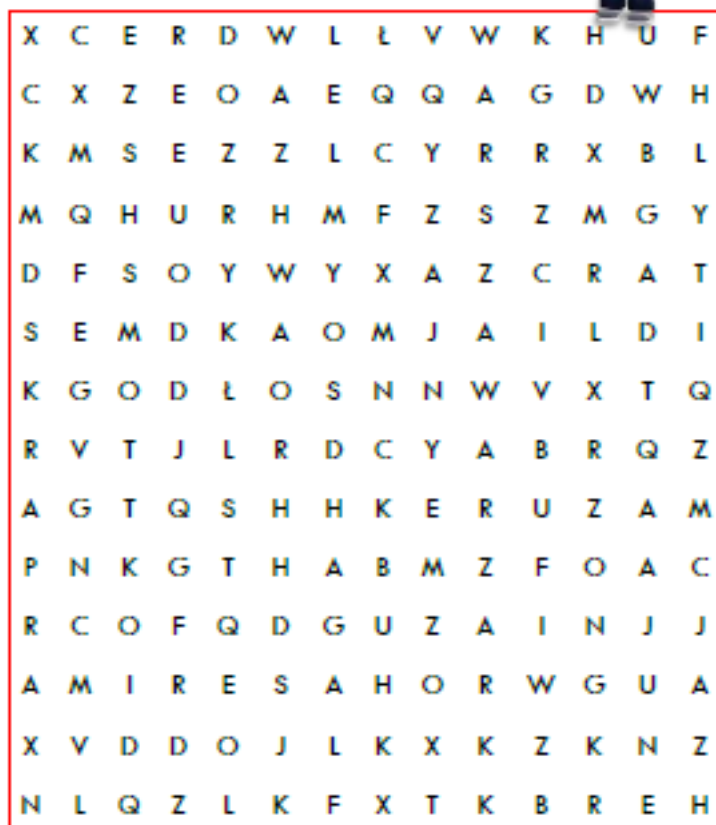 X C E R D W L Ł V W K H U F
C X Z E O A E Q Q A G D W H
K M S E Z Z L C Y R R X B L
M Q H U R H M F Z S Z M G Y
D F S O Y W Y X A Z C R A T
S E M D K A O M J A I L D I
K G O D Ł O S N N W V X T Q
R V T J L R D C Y A B R Q Z
A G T Q S H H K E R U Z A M
P N K G T H A B M Z F O A C
R C O F Q D G U Z A I N J J
A M I R E S A H O R W G U A
X V D D O J L K X K Z K N Z
N L Q Z L K F X T K B R E H